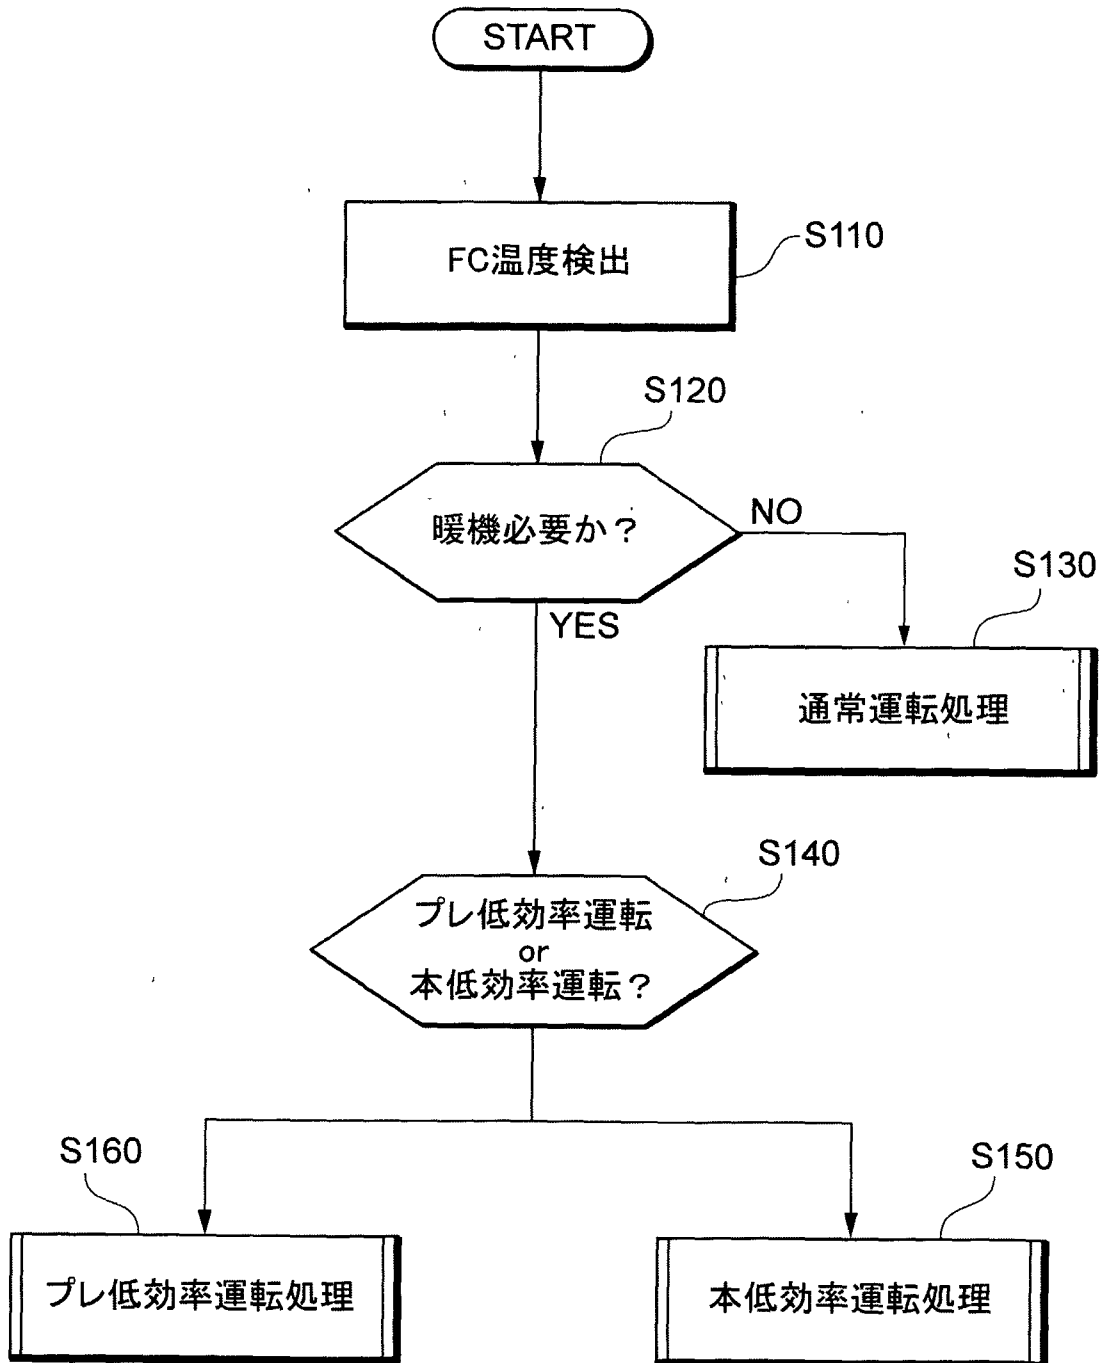 START
FC温度検出
S110
S120
暖機必要か？
NO
YES
S130
通常運転処理
S140
プレ低効率運転
or
本低効率運転？
S160
プレ低効率運転処理
S150
本低効率運転処理